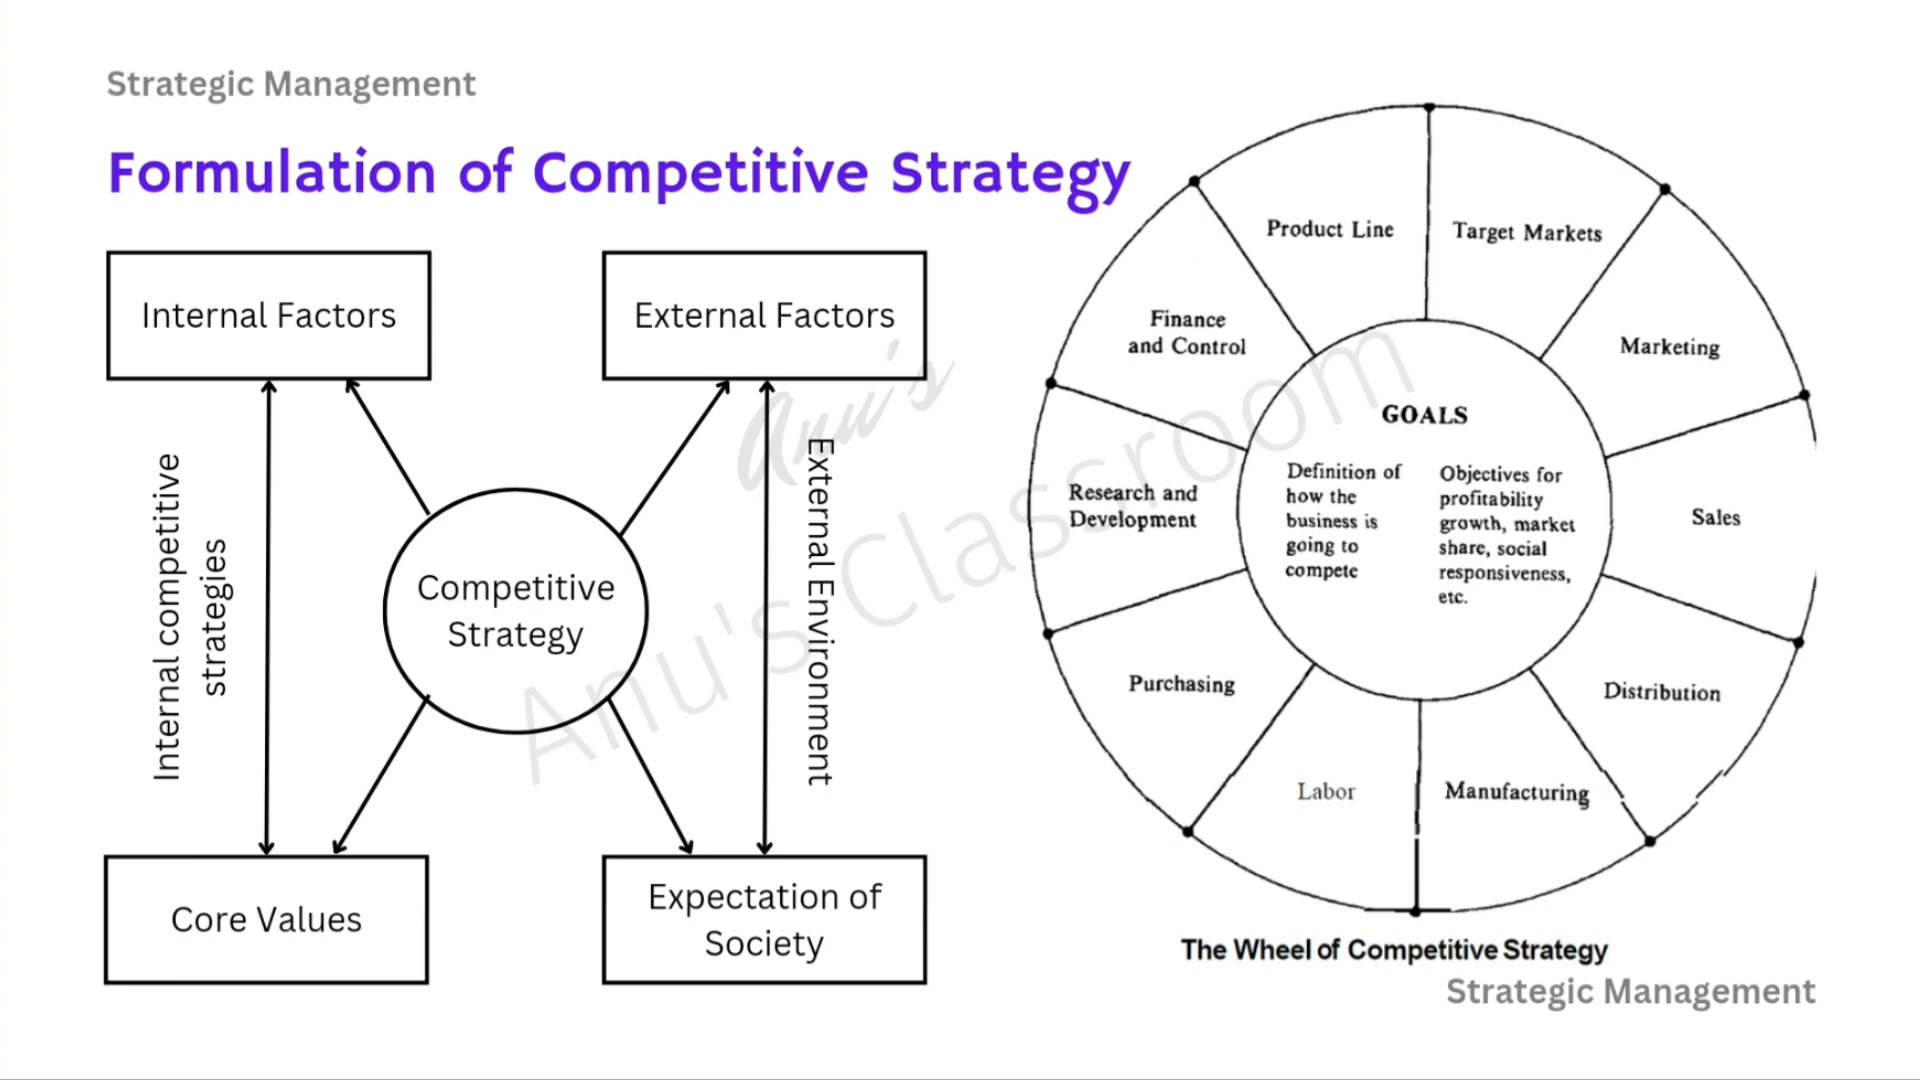 Strategic Management
Formulation of Competitive Strategy
Internal Factors
External Factors
Internal competitive
strategies
Competitive
Strategy
External Environment
Core Values
Expectation of
Society
Product Line
Target Markets
Finance
and Control
Marketing
Research and
Development
Sales
Purchasing
Distribution
Labor
Manufacturing
GOALS
Definition of
how the
business is
going to
compete
Objectives for
profitability
growth, market
share, social
responsiveness,
etc.
The Wheel of Competitive Strategy
Strategic Management
Anu's
Anu's Classroom